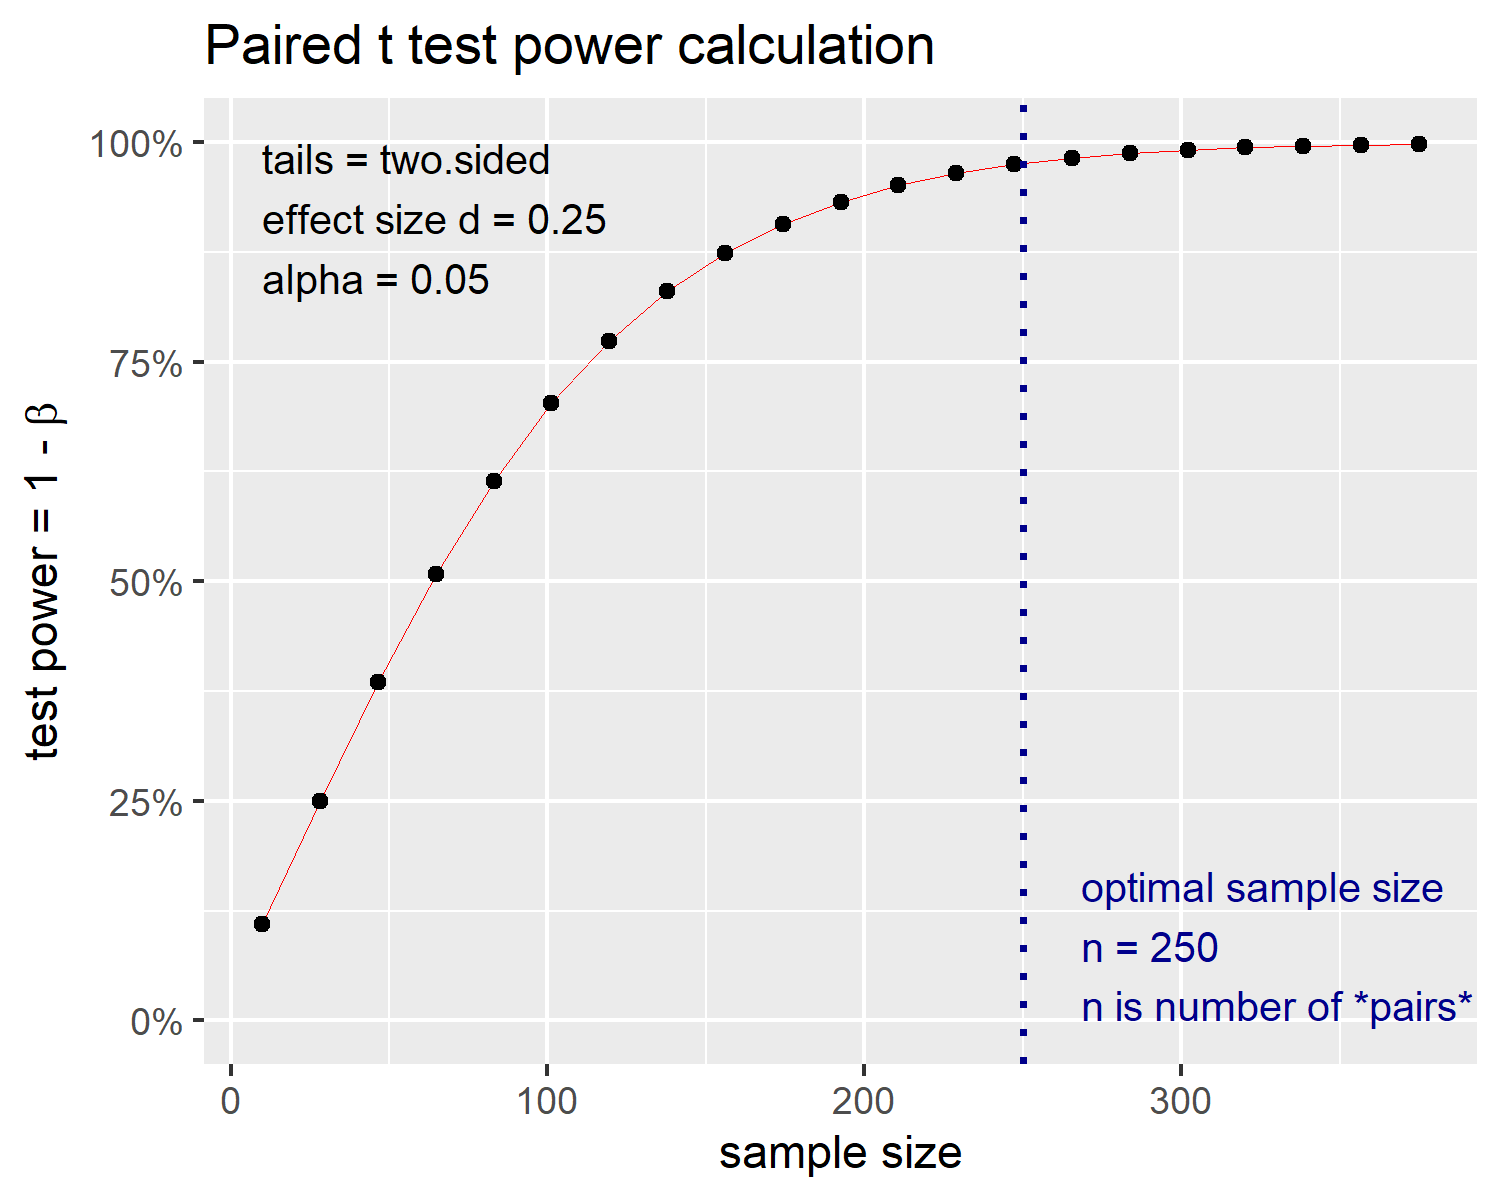 Paired t test power calculation
tails = two.sided
effect size d = 0.25
alpha = 0.05
100%
75%
50%
25%
0%
test power = 1 - β
optimal sample size
n = 250
n is number of *pairs*
0
100
200
300
sample size